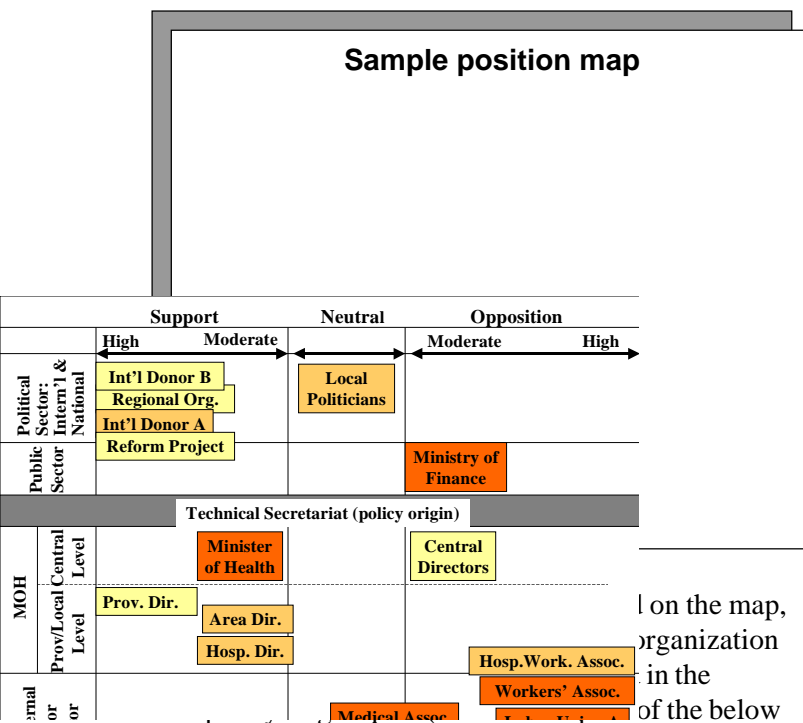 Sample position map
Support Neutral Opposition
High Moderate Moderate High
Political
Sector:
Intern'l &
National
Int'l Donor B
Regional Org.
Int'l Donor A
Reform Project
Local
Politicians
Public
Sector
Ministry of
Finance
Technical Secretariat (policy origin)
MOH
Central
Level
Minister
of Health
Central
Directors
Prov/Local
Level
Prov. Dir.
Area Dir.
Hosp. Dir.
Hosp.Work. Assoc.
Workers' Assoc.
Medical Assoc.
on the map,
organization
in the
of the below